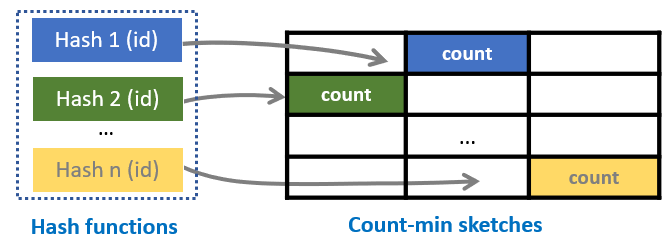 Hash 1 (id)
count
Hash 2 (id)
count
...
...
Hash n (id)
count
Hash functions
Count-min sketches